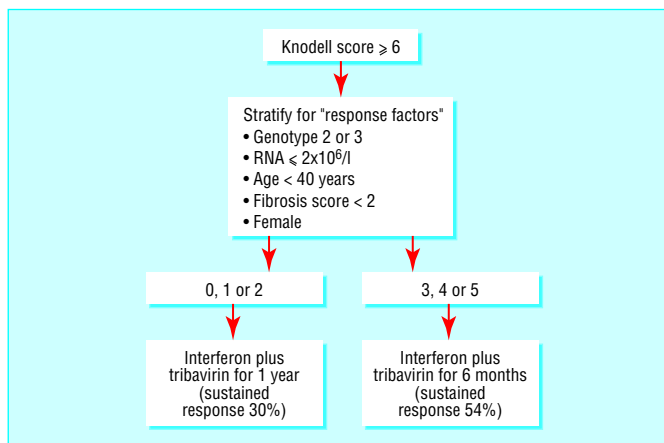 Knodell score ⩾ 6
Stratify for "response factors"
• Genotype 2 or 3
• RNA ⩽ 2x10⁶/l
• Age < 40 years
• Fibrosis score < 2
• Female
0, 1 or 2
3, 4 or 5
Interferon plus
tribavirin for 1 year
(sustained
response 30%)
Interferon plus
tribavirin for 6 months
(sustained
response 54%)